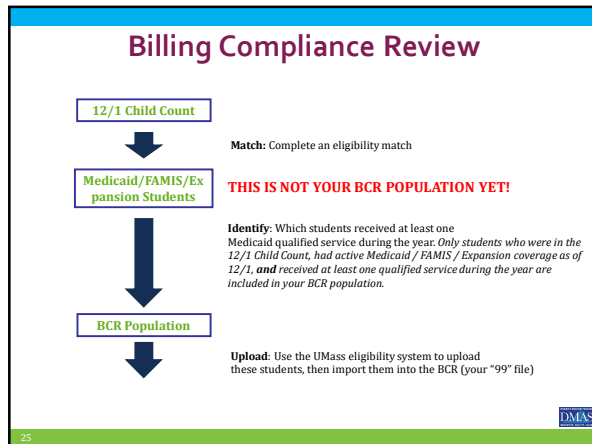 Billing Compliance Review
12/1 Child Count
Match: Complete an eligibility match
Medicaid/FAMIS/Ex
pansion Students
THIS IS NOT YOUR BCR POPULATION YET!
Identify: Which students received at least one
Medicaid qualified service during the year. Only students who were in the
12/1 Child Count, had active Medicaid / FAMIS / Expansion coverage as of
12/1, and received at least one qualified service during the year are
included in your BCR population.
BCR Population
Upload: Use the UMass eligibility system to upload
these students, then import them into the BCR (your “99” file)
DMAS
25